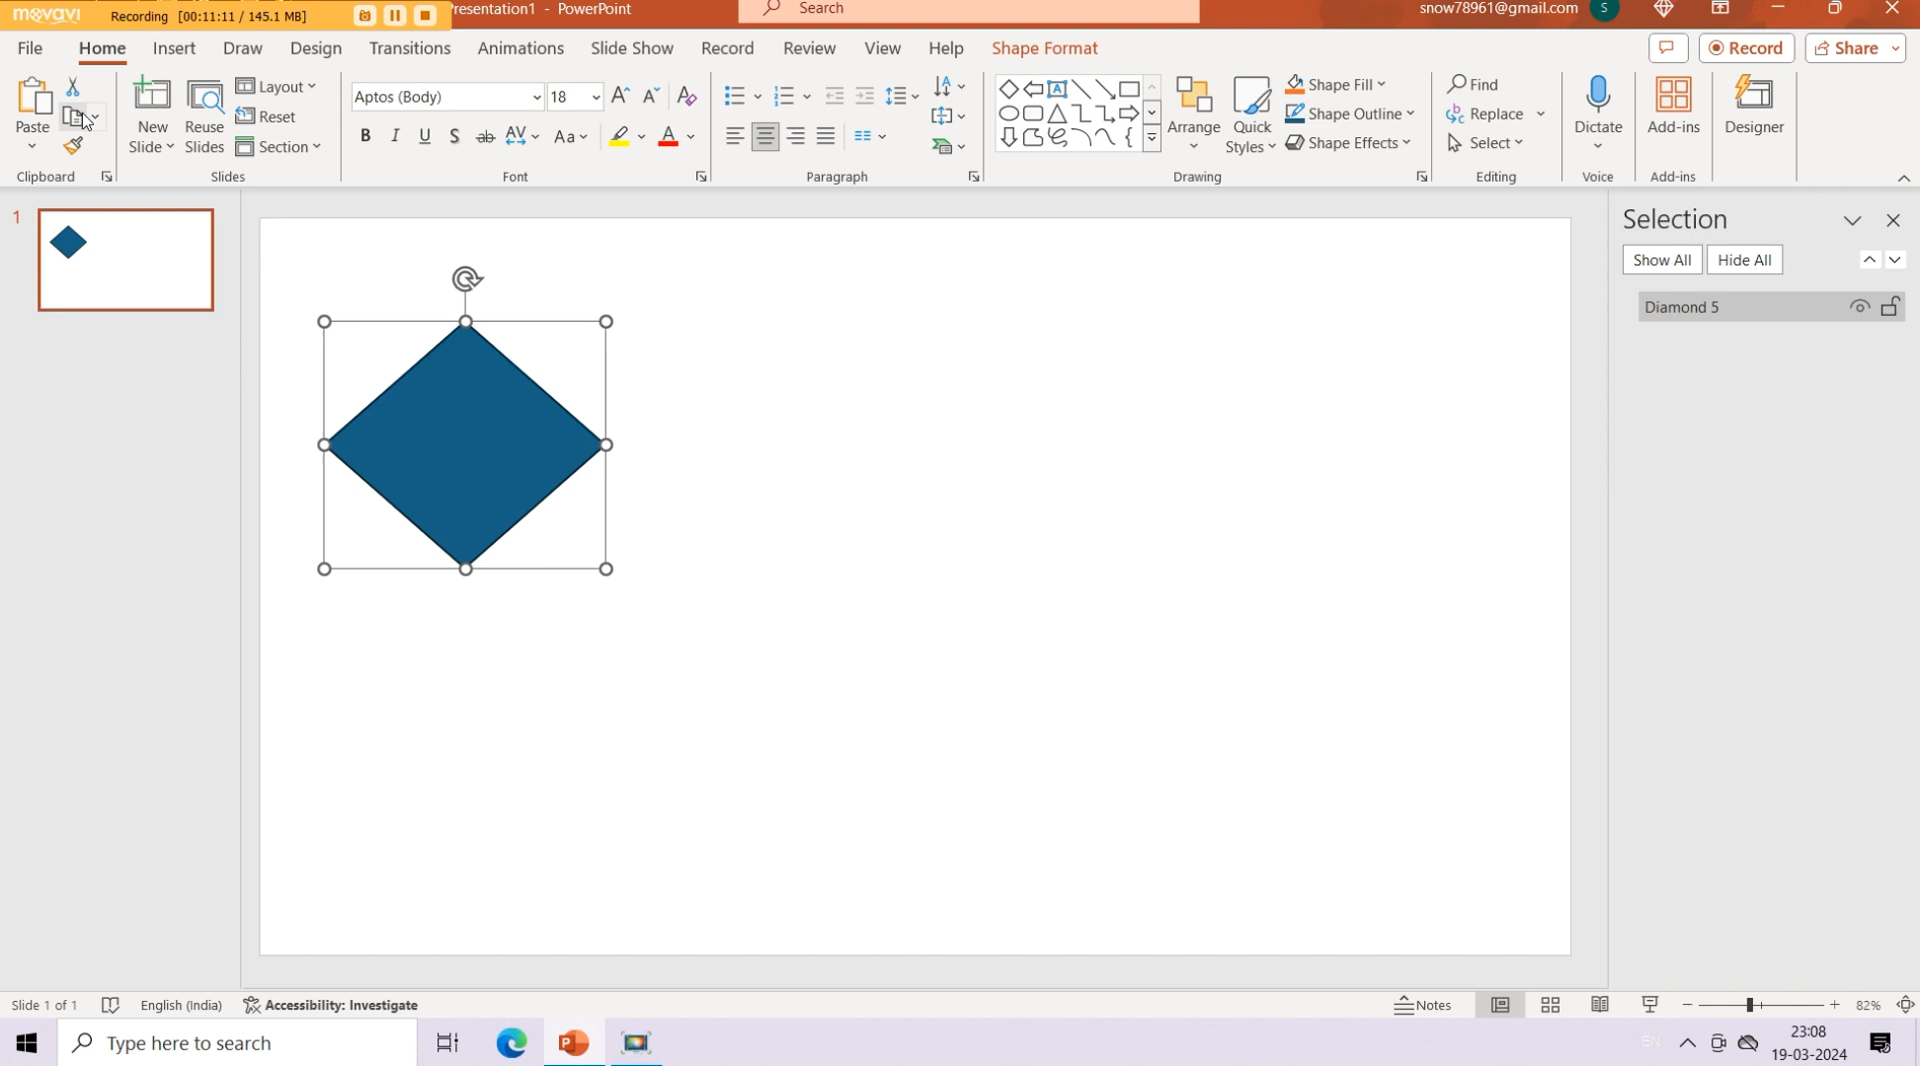 movavi Recording [00:11:11 / 145.1 MB]
resentation1 - PowerPoint
Search
snow78961@gmail.com S
File Home Insert Draw Design Transitions Animations Slide Show Record Review View Help Shape Format
Record Share
Paste
New Slide
Reuse Slides
Layout
Reset
Section
Aptos (Body) 18
B I U S ab AV Aa A
Arrange
Quick Styles
Shape Fill
Shape Outline
Shape Effects
Find
Replace
Select
Dictate
Add-ins
Designer
Clipboard Slides Font Paragraph Drawing Editing Voice Add-ins
1
Selection
Show All Hide All
Diamond 5
Slide 1 of 1 English (India) Accessibility: Investigate Notes 82%
Type here to search
23:08
19-03-2024